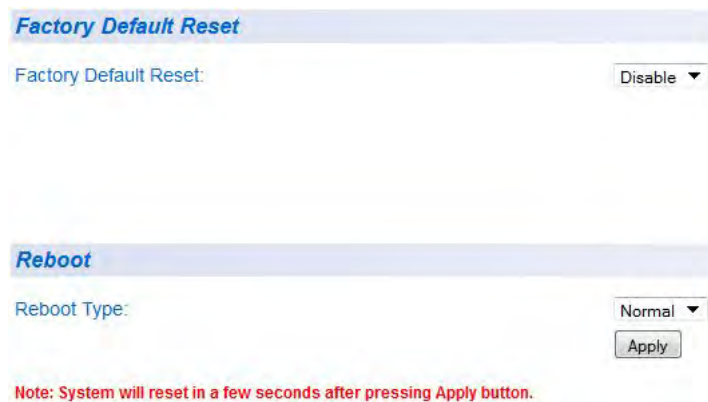 Factory Default Reset
Factory Default Reset: Disable
Reboot
Reboot Type: Normal
Apply
Note: System will reset in a few seconds after pressing Apply button.